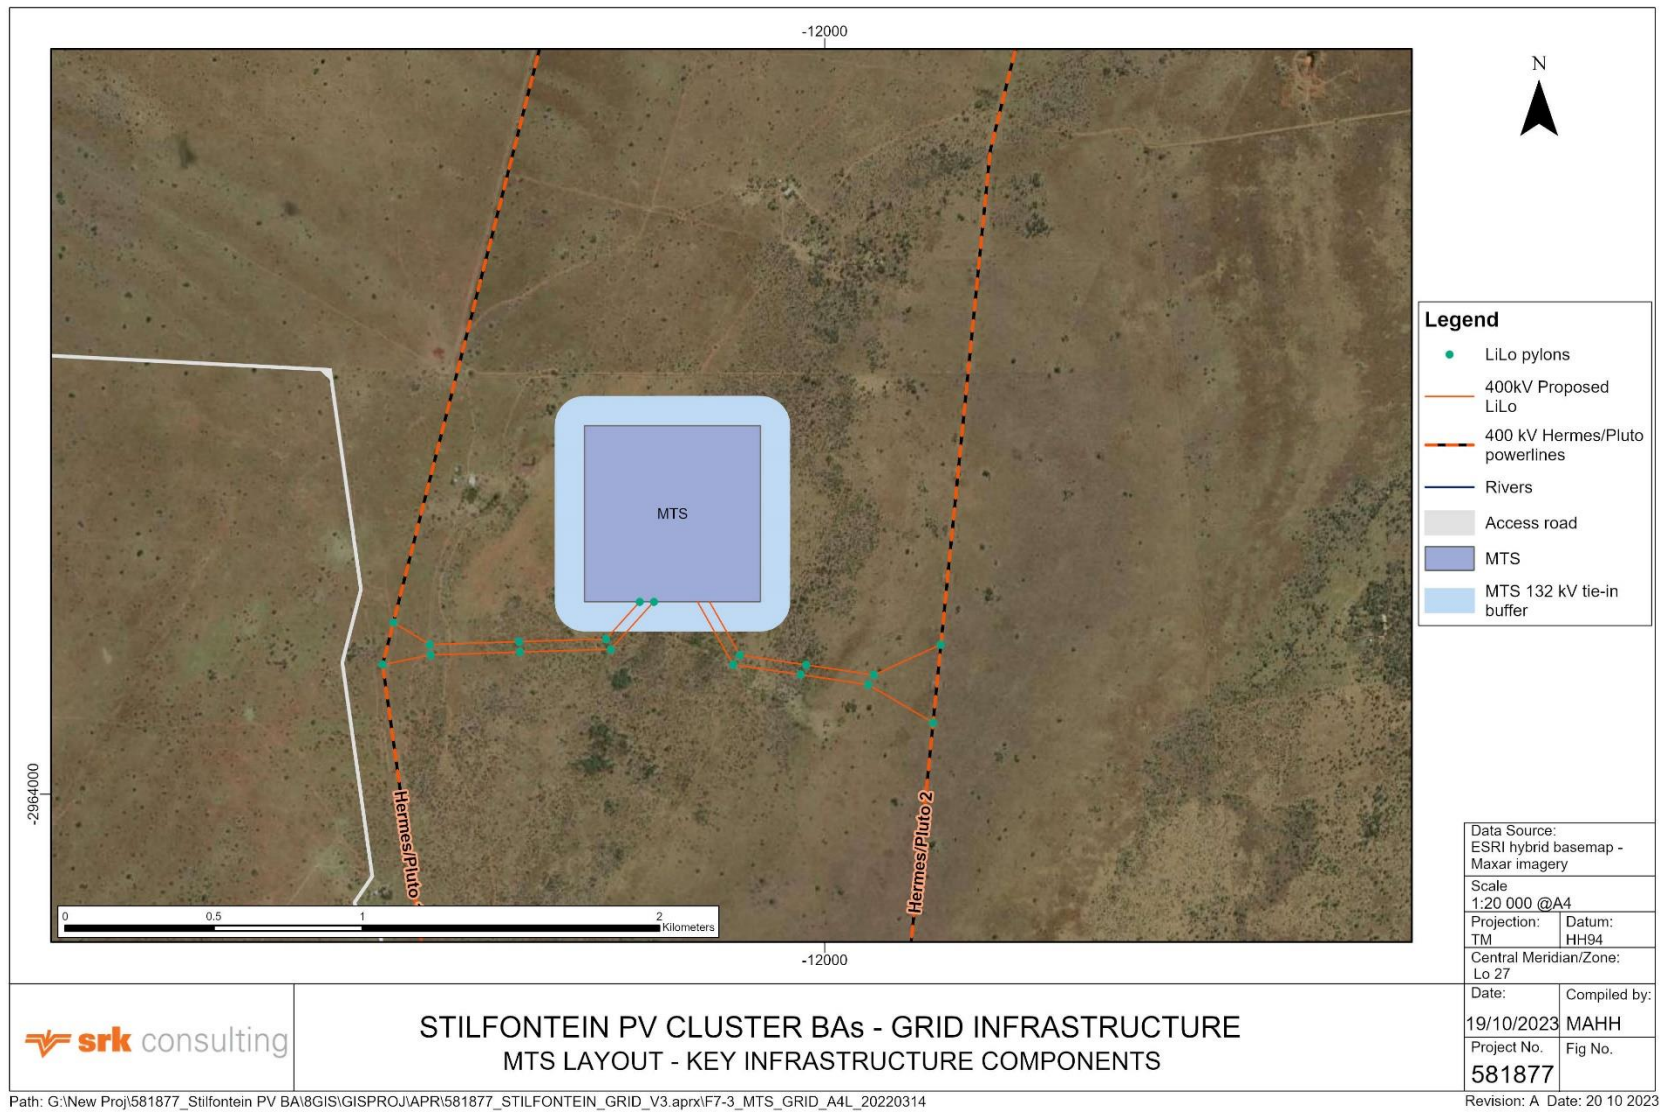 -12000
N
Legend
LiLo pylons
400kV Proposed
LiLo
400 kV Hermes/Pluto
powerlines
Rivers
Access road
MTS
MTS 132 kV tie-in
buffer
MTS
-2964000
Hermes/Pluto
Hermes/Pluto 2
0 0.5 1 2
Kilometers
-12000
Data Source:
ESRI hybrid basemap -
Maxar imagery
Scale
1:20 000 @A4
Projection: Datum:
TM HH94
Central Meridian/Zone:
Lo 27
Date: Compiled by:
19/10/2023 MAHH
Project No. Fig No.
581877
srk consulting
STILFONTEIN PV CLUSTER BAs - GRID INFRASTRUCTURE
MTS LAYOUT - KEY INFRASTRUCTURE COMPONENTS
Path: G:\New Proj\581877_Stilfontein PV BA\8GIS\GISPROJ\APR\581877_STILFONTEIN_GRID_V3.aprx\F7-3_MTS_GRID_A4L_20220314
Revision: A Date: 20 10 2023